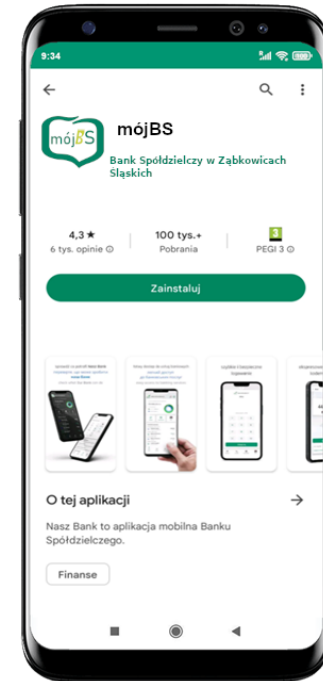 9:34
mójBS
mójBS
Bank Spółdzielczy w Ząbkowicach
Śląskich
4,3 ★
6 tys. opinie
100 tys.+
Pobrania
3
PEGI 3
Zainstaluj
O tej aplikacji
Nasz Bank to aplikacja mobilna Banku
Spółdzielczego.
Finanse